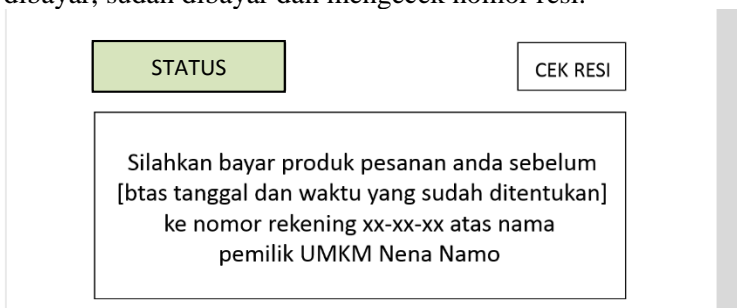 dibayar, sudah dibayar dan mengecek nomor resi.
STATUS
CEK RESI
Silahkan bayar produk pesanan anda sebelum
[btas tanggal dan waktu yang sudah ditentukan]
ke nomor rekening xx-xx-xx atas nama
pemilik UMKM Nena Namo